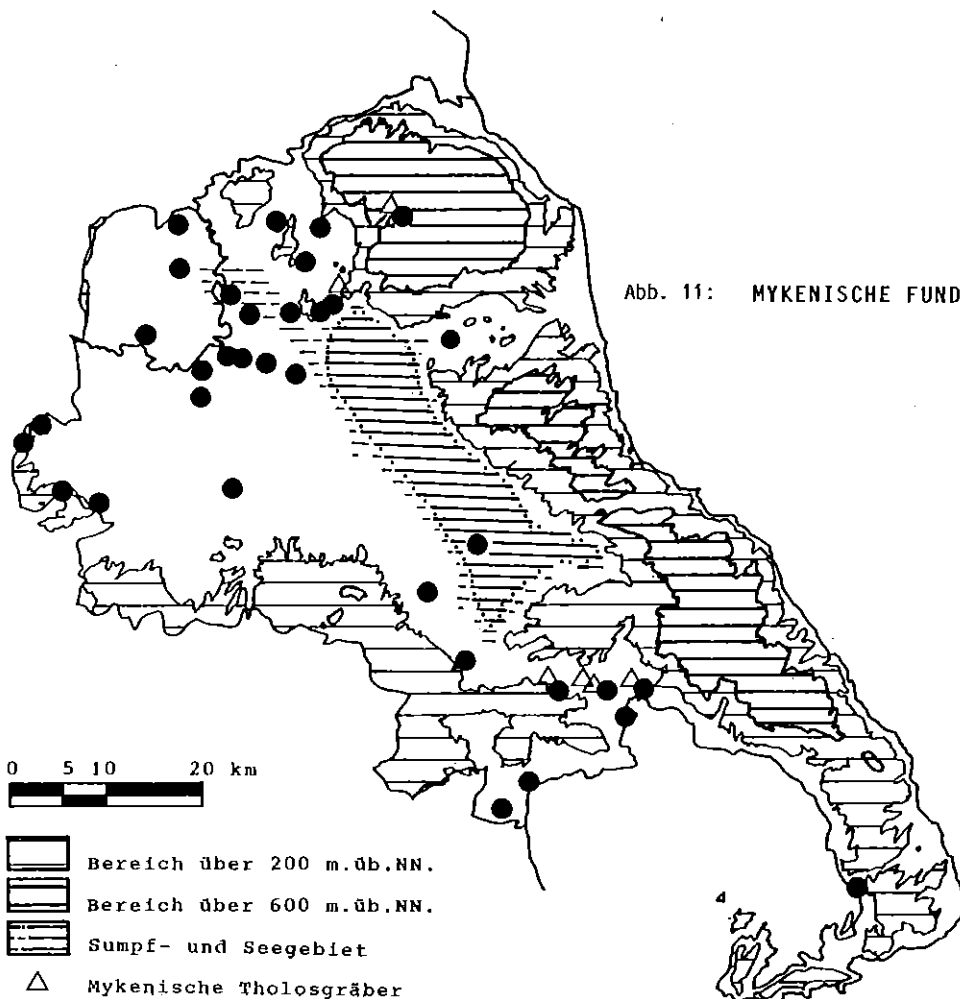 Abb. 11: MYKENISCHE FUND
0 5 10 20 km
Bereich über 200 m.üb.NN.
Bereich über 600 m.üb.NN.
Sumpf- und Seegebiet
Mykenische Tholosgräber